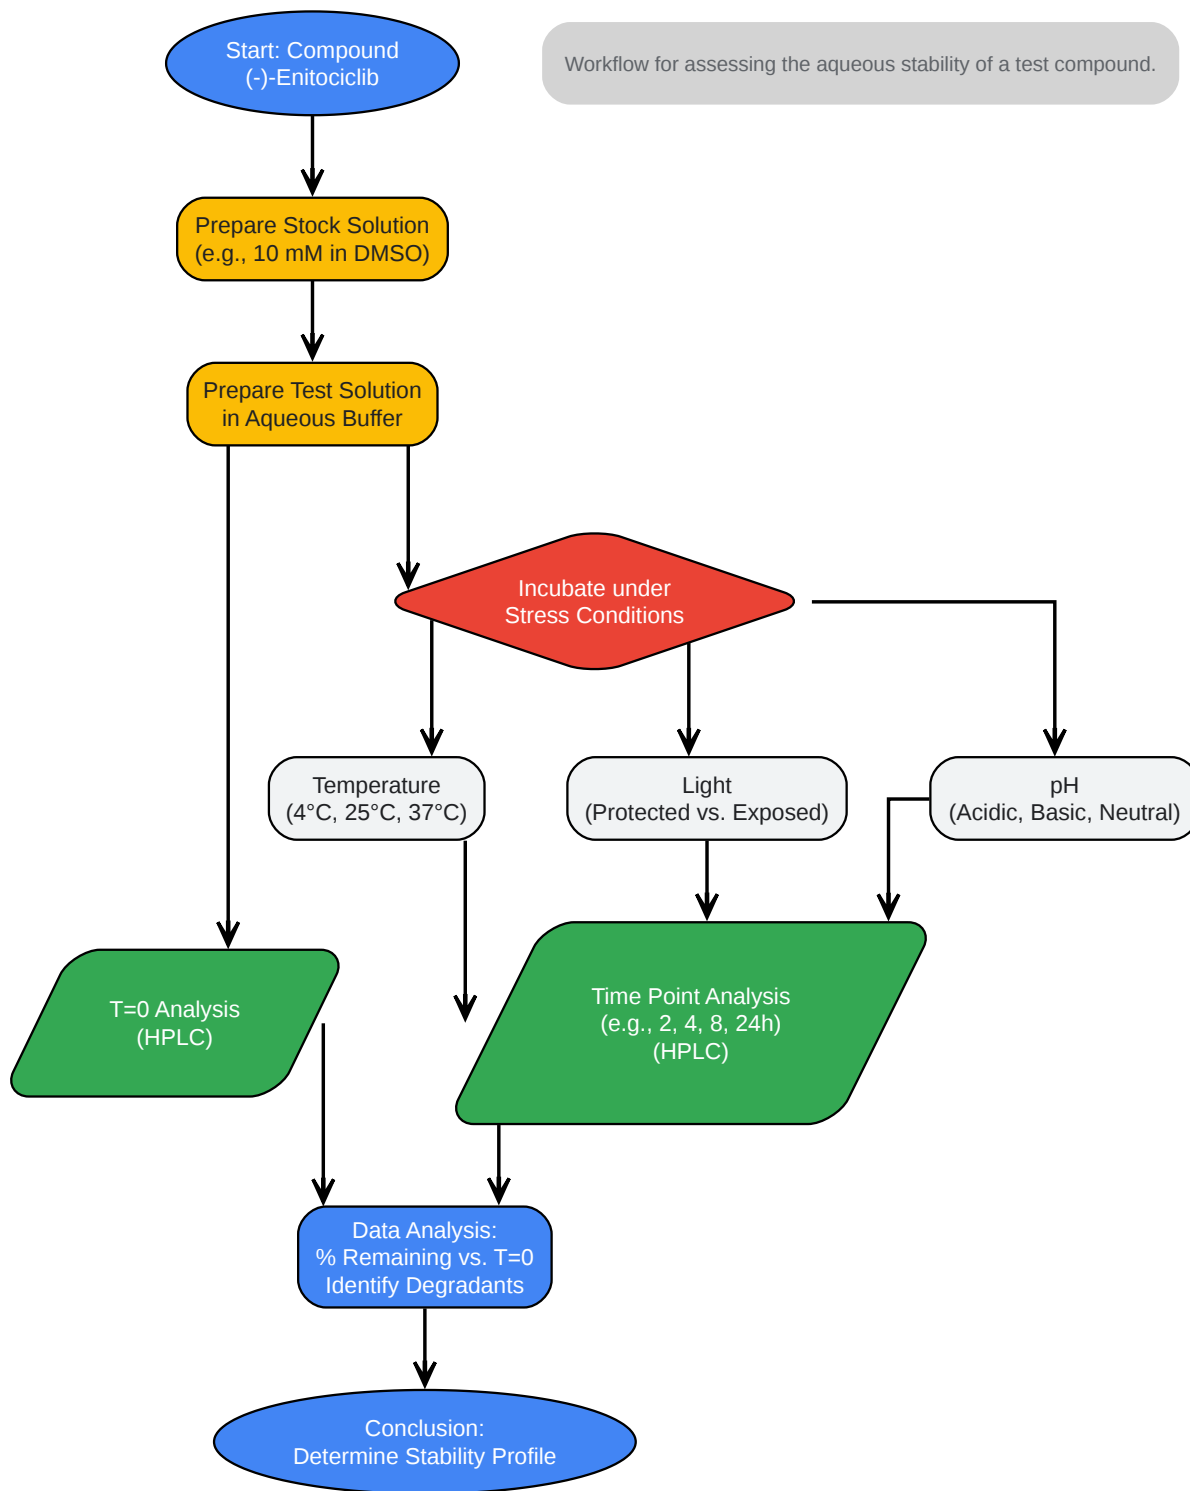 Start: Compound
(-)-Enitociclib
Workflow for assessing the aqueous stability of a test compound.
Prepare Stock Solution
(e.g., 10 mM in DMSO)
Prepare Test Solution
in Aqueous Buffer
Incubate under
Stress Conditions
Temperature
(4°C, 25°C, 37°C)
Light
(Protected vs. Exposed)
pH
(Acidic, Basic, Neutral)
T=0 Analysis
(HPLC)
Time Point Analysis
(e.g., 2, 4, 8, 24h)
(HPLC)
Data Analysis:
% Remaining vs. T=0
Identify Degradants
Conclusion:
Determine Stability Profile